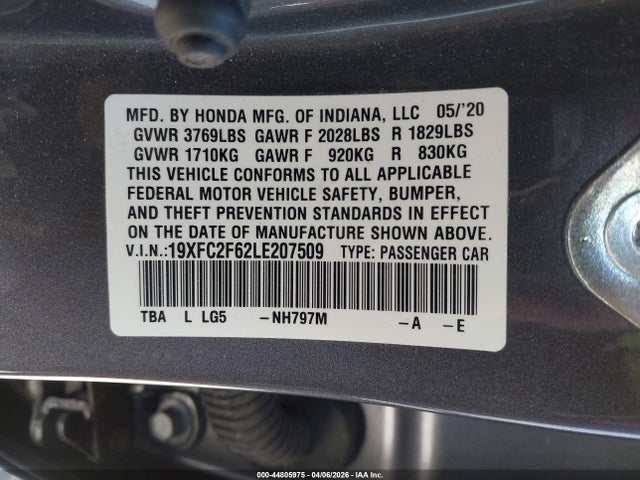 MFD. BY HONDA MFG. OF INDIANA, LLC 05/'20
GVWR 3769LBS GAWR F 2028LBS R 1829LBS
GVWR 1710KG GAWR F 920KG R 830KG
THIS VEHICLE CONFORMS TO ALL APPLICABLE
FEDERAL MOTOR VEHICLE SAFETY, BUMPER,
AND THEFT PREVENTION STANDARDS IN EFFECT
ON THE DATE OF MANUFACTURE SHOWN ABOVE.
V.I.N.:19XFC2F62LE207509 TYPE: PASSENGER CAR
TBA L LG5 -NH797M -A -E
000-44805975 - 04/06/2026 - IAA Inc.